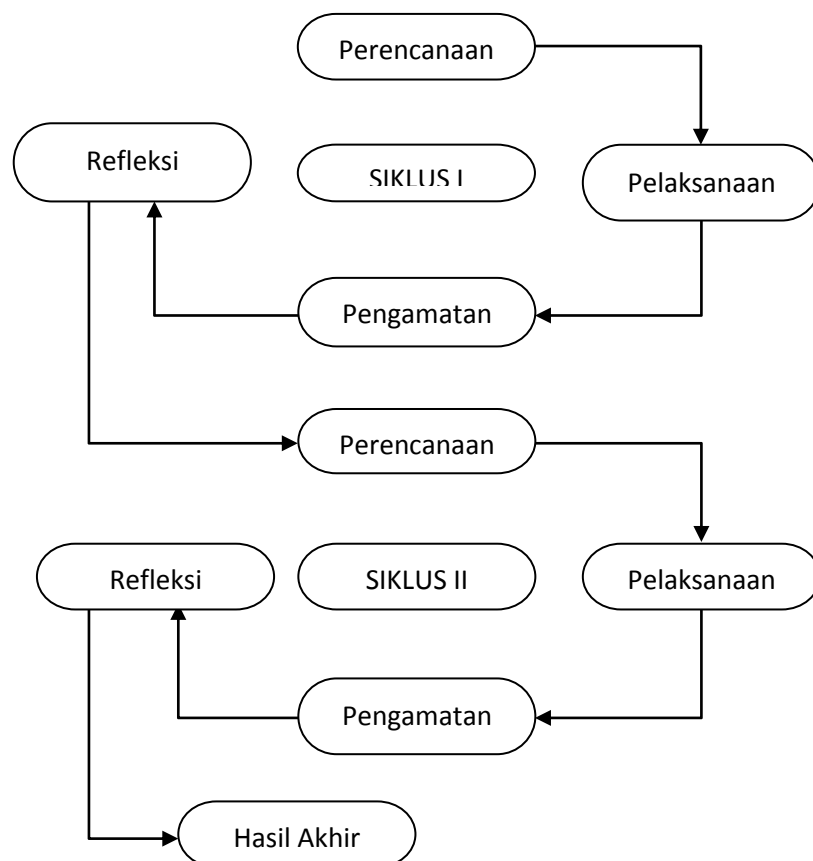 Perencanaan
Refleksi
SIKLUS I
Pelaksanaan
Pengamatan
Perencanaan
Refleksi
SIKLUS II
Pelaksanaan
Pengamatan
Hasil Akhir